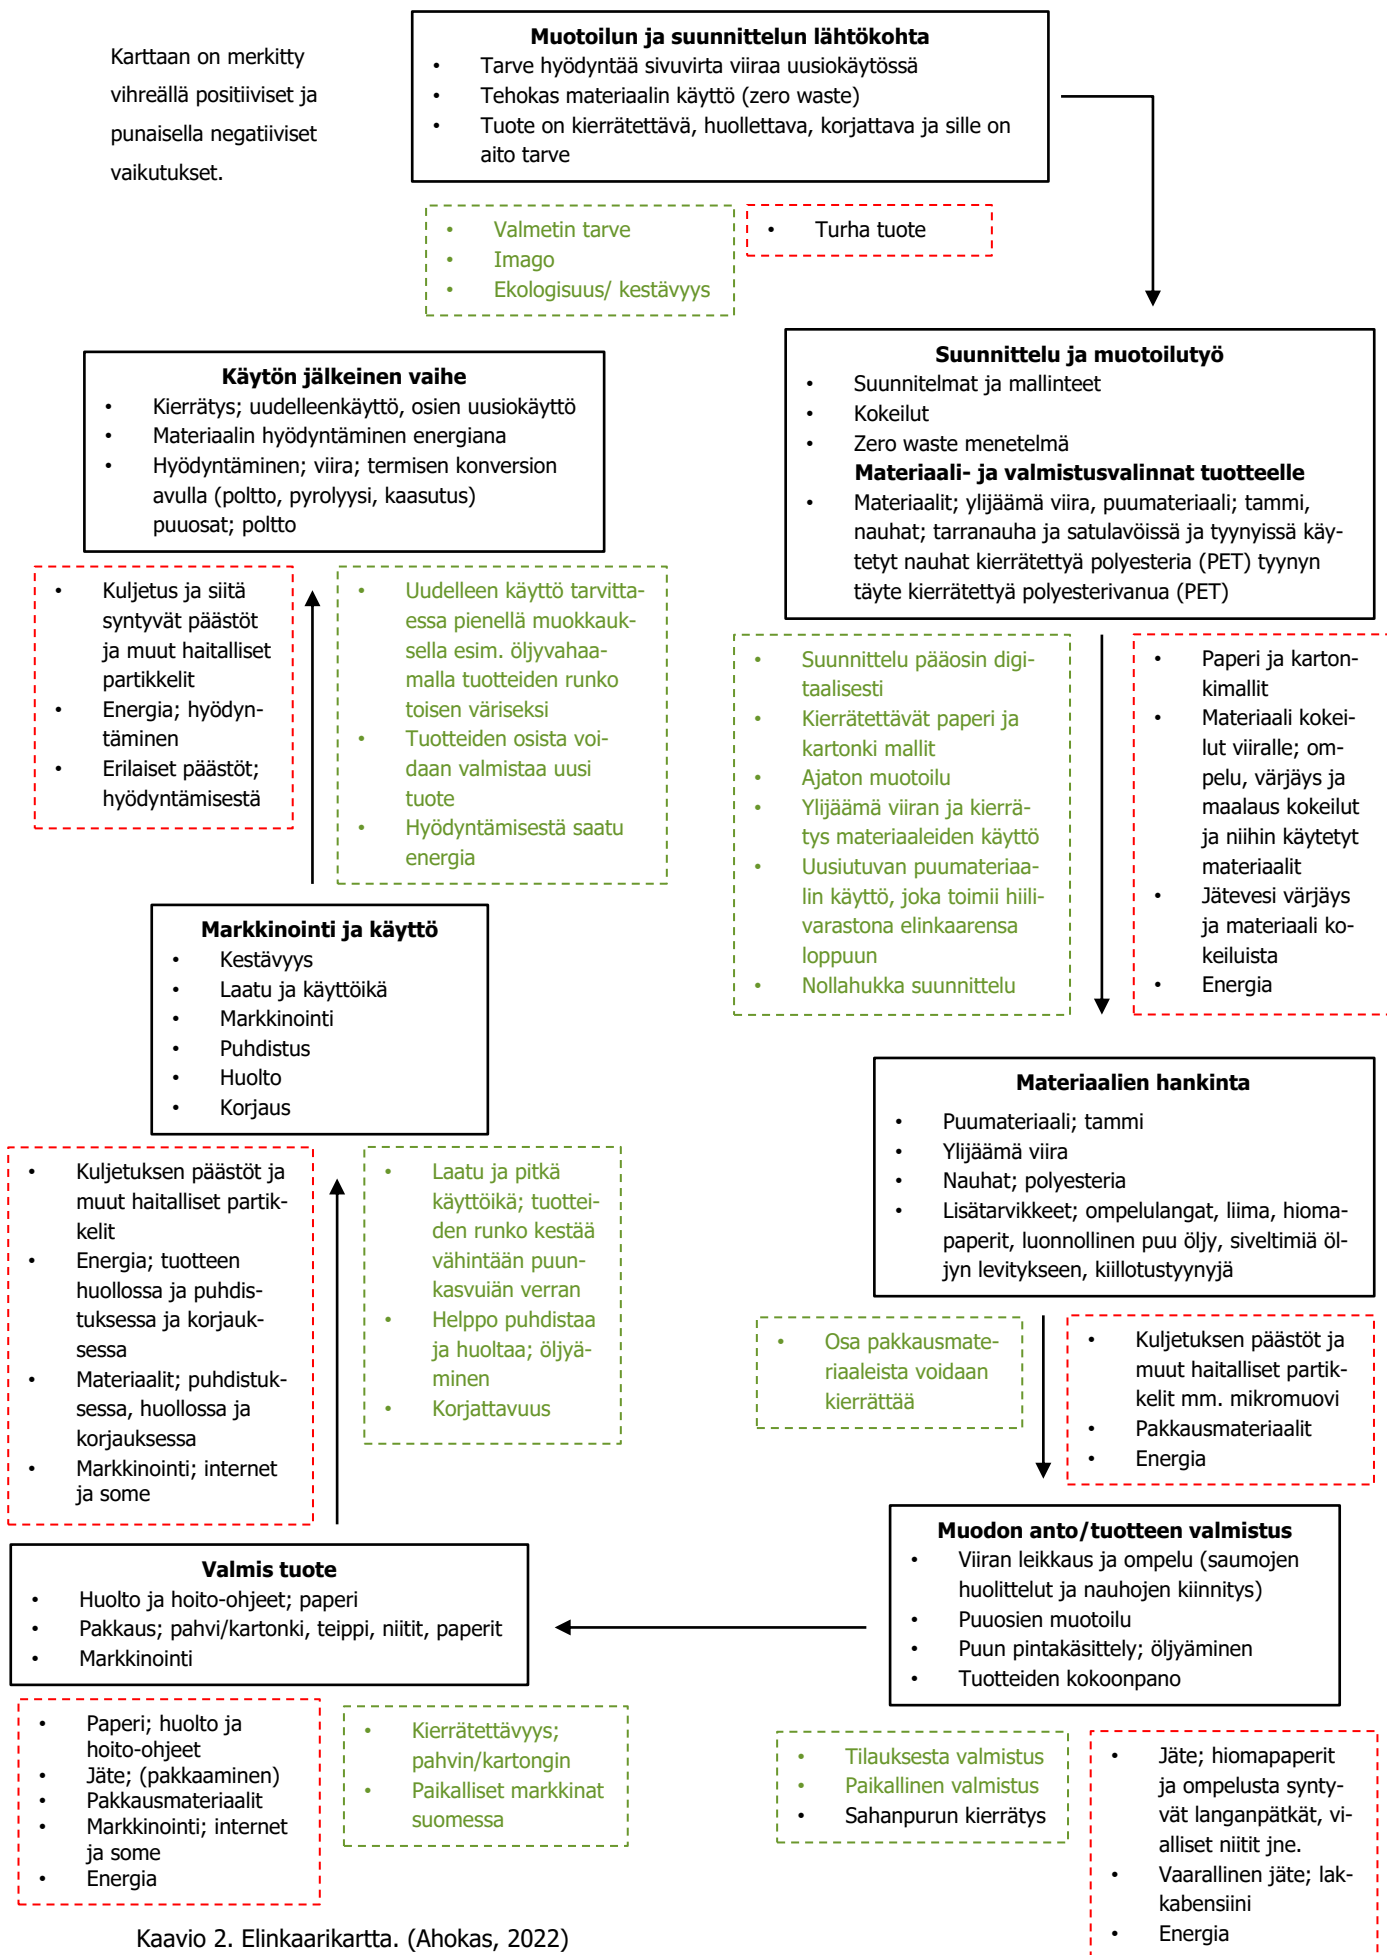 Karttaan on merkitty
vihreällä positiiviset ja
punaisella negatiiviset
vaikutukset.
Muotoilun ja suunnittelun lähtökohta
• Tarve hyödyntää sivuvirta viiraa uusiokäytössä
• Tehokas materiaalin käyttö (zero waste)
• Tuote on kierrätettävä, huollettava, korjattava ja sille on
aito tarve
• Valmetin tarve
• Imago
• Ekologisuus/ kestävyys
• Turha tuote
Suunnittelu ja muotoilutyö
• Suunnitelmat ja mallinteet
• Kokeilut
• Zero waste menetelmä
Materiaali- ja valmistusvalinnat tuotteelle
• Materiaalit; ylijäämä viira, puumateriaali; tammi,
nauhat; tarranauha ja satulavöissä ja tyynyissä käy-
tetyt nauhat kierrätettyä polyesteria (PET) tyynyn
täyte kierrätettyä polyesterivanua (PET)
• Suunnittelu pääosin digi-
taalisesti
• Kierrätettävät paperi ja
kartonki mallit
• Ajaton muotoilu
• Ylijäämä viiran ja kierrä-
tys materiaaleiden käyttö
• Uusiutuvan puumateriaa-
lin käyttö, joka toimii hiili-
varastona elinkaarensa
loppuun
• Nollahukka suunnittelu
• Paperi ja karton-
kimallit
• Materiaali kokei-
lut viiralle; om-
pelu, värjäys ja
maalaus kokeilut
ja niihin käytetyt
materiaalit
• Jätevesi värjäys
ja materiaali ko-
keiluista
• Energia
Materiaalien hankinta
• Puumateriaali; tammi
• Ylijäämä viira
• Nauhat; polyesteria
• Lisätarvikkeet; ompelulangat, liima, hioma-
paperit, luonnollinen puu öljy, siveltimiä öl-
jyn levitykseen, kiillotustyynyjä
• Osa pakkausmate-
riaaleista voidaan
kierrättää
• Kuljetuksen päästöt ja
muut haitalliset partik-
kelit mm. mikromuovi
• Pakkausmateriaalit
• Energia
Muodon anto/tuotteen valmistus
• Viiran leikkaus ja ompelu (saumojen
huolittelut ja nauhojen kiinnitys)
• Puuosien muotoilu
• Puun pintakäsittely; öljyäminen
• Tuotteiden kokoonpano
• Tilauksesta valmistus
• Paikallinen valmistus
• Sahanpurun kierrätys
• Jäte; hiomapaperit
ja ompelusta synty-
vät langanpätkät, vi-
alliset niitit jne.
• Vaarallinen jäte; lak-
kabensiini
• Energia
Valmis tuote
• Huolto ja hoito-ohjeet; paperi
• Pakkaus; pahvi/kartonki, teippi, niitit, paperit
• Markkinointi
• Paperi; huolto ja
hoito-ohjeet
• Jäte; (pakkaaminen)
• Pakkausmateriaalit
• Markkinointi; internet
ja some
• Energia
• Kierrätettävyys;
pahvin/kartongin
• Paikalliset markkinat
suomessa
Markkinointi ja käyttö
• Kestävyys
• Laatu ja käyttöikä
• Markkinointi
• Puhdistus
• Huolto
• Korjaus
• Kuljetuksen päästöt ja
muut haitalliset partik-
kelit
• Energia; tuotteen
huollossa ja puhdis-
tuksessa ja korjauk-
sessa
• Materiaalit; puhdistuk-
sessa, huollossa ja
korjauksessa
• Markkinointi; internet
ja some
• Laatu ja pitkä
käyttöikä; tuottei-
den runko kestää
vähintään puun-
kasvuiän verran
• Helppo puhdistaa
ja huoltaa; öljyä-
minen
• Korjattavuus
Käytön jälkeinen vaihe
• Kierrätys; uudelleenkäyttö, osien uusiokäyttö
• Materiaalin hyödyntäminen energiana
• Hyödyntäminen; viira; termisen konversion
avulla (poltto, pyrolyysi, kaasutus)
puuosat; poltto
• Kuljetus ja siitä
syntyvät päästöt
ja muut haitalliset
partikkelit
• Energia; hyödyn-
täminen
• Erilaiset päästöt;
hyödyntämisestä
• Uudelleen käyttö tarvitta-
essa pienellä muokkauk-
sella esim. öljyvahaa-
malla tuotteiden runko
toisen väriseksi
• Tuotteiden osista voi-
daan valmistaa uusi
tuote
• Hyödyntämisestä saatu
energia
Kaavio 2. Elinkaarikartta. (Ahokas, 2022)